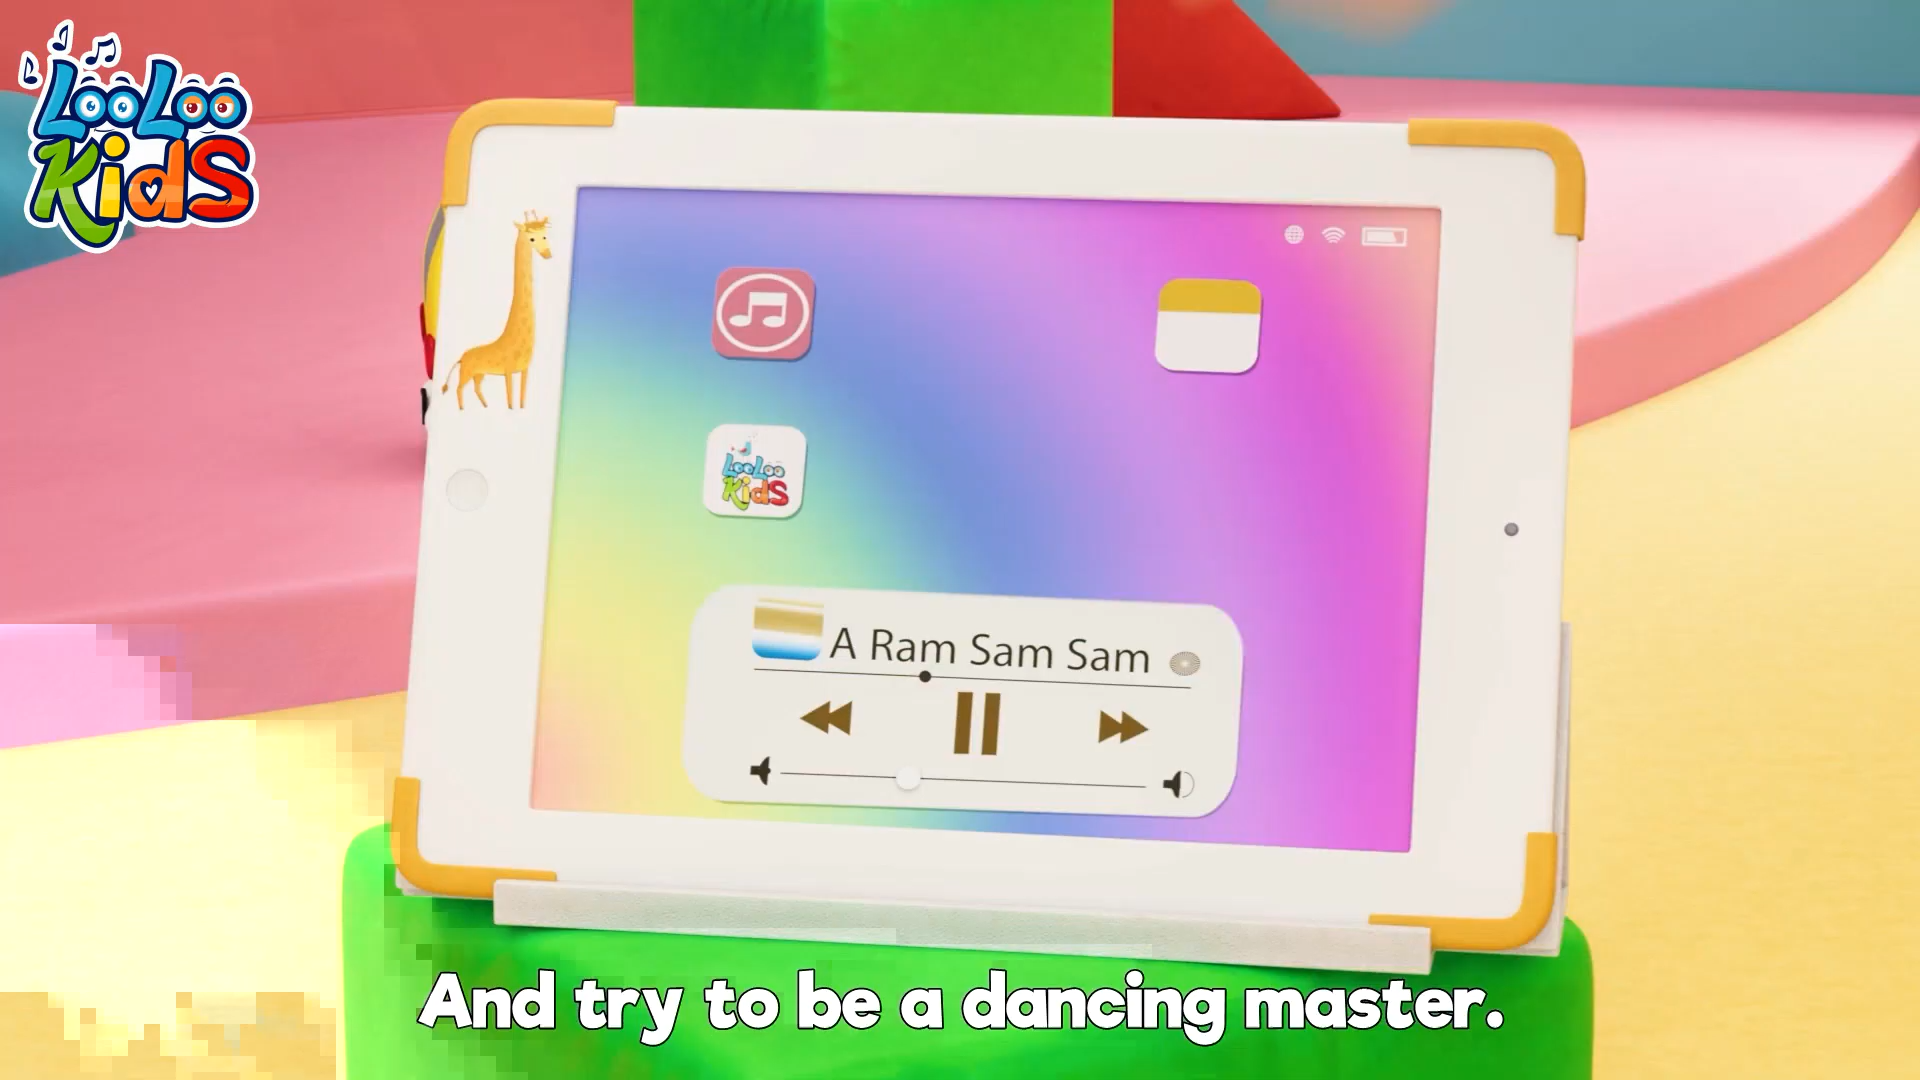 LooLoo
Kids
LooLoo
Kids
A Ram Sam Sam
And try to be a dancing master.